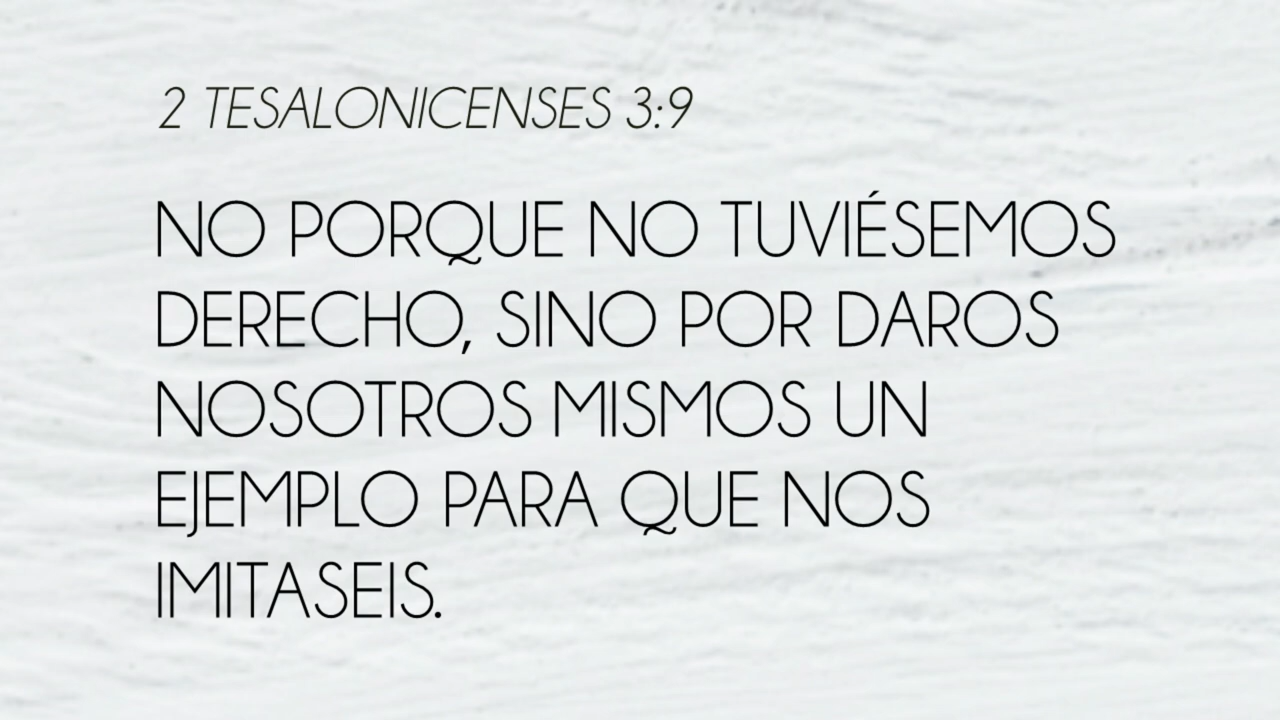 2 TESALONICENSES 3:9
NO PORQUE NO TUVIÉSEMOS
DERECHO, SINO POR DAROS
NOSOTROS MISMOS UN
EJEMPLO PARA QUE NOS
IMITASEIS.